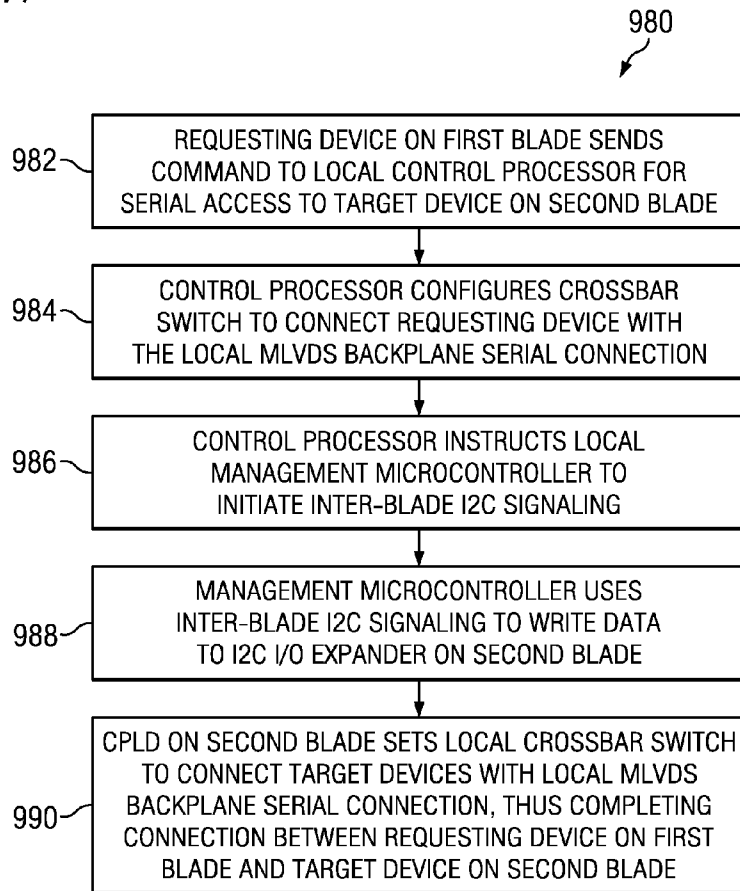 980
982
REQUESTING DEVICE ON FIRST BLADE SENDS
COMMAND TO LOCAL CONTROL PROCESSOR FOR
SERIAL ACCESS TO TARGET DEVICE ON SECOND BLADE
984
CONTROL PROCESSOR CONFIGURES CROSSBAR
SWITCH TO CONNECT REQUESTING DEVICE WITH
THE LOCAL MLVDS BACKPLANE SERIAL CONNECTION
986
CONTROL PROCESSOR INSTRUCTS LOCAL
MANAGEMENT MICROCONTROLLER TO
INITIATE INTER-BLADE I2C SIGNALING
988
MANAGEMENT MICROCONTROLLER USES
INTER-BLADE I2C SIGNALING TO WRITE DATA
TO I2C I/O EXPANDER ON SECOND BLADE
990
CPLD ON SECOND BLADE SETS LOCAL CROSSBAR SWITCH
TO CONNECT TARGET DEVICES WITH LOCAL MLVDS
BACKPLANE SERIAL CONNECTION, THUS COMPLETING
CONNECTION BETWEEN REQUESTING DEVICE ON FIRST
BLADE AND TARGET DEVICE ON SECOND BLADE